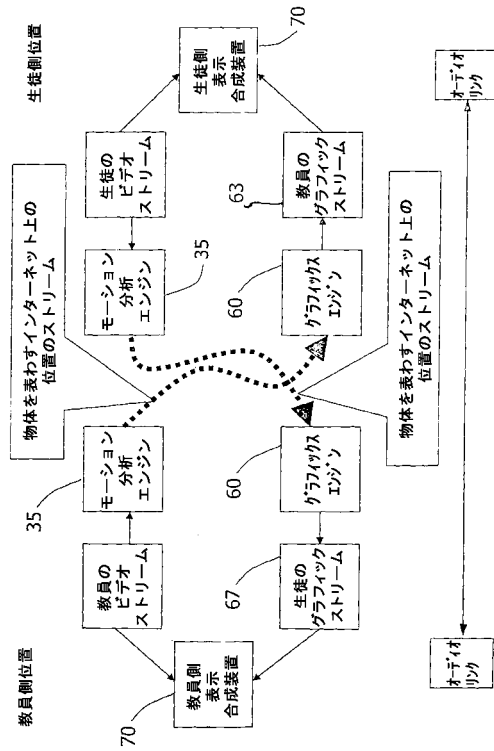 教員側位置
生徒側位置
物体を表わすインターネット上の
位置のストリーム
教員の
ビデオ
ストリーム
モーション
分析
エンジン
35
モーション
分析
エンジン
35
生徒の
ビデオ
ストリーム
教員側
表示
合成装置
70
生徒側
表示
合成装置
70
生徒の
グラフィック
ストリーム
67
グラフィックス
エンジン
60
グラフィックス
エンジン
60
教員の
グラフィック
ストリーム
63
物体を表わすインターネット上の
位置のストリーム
オーディオ
リンク
オーディオ
リンク